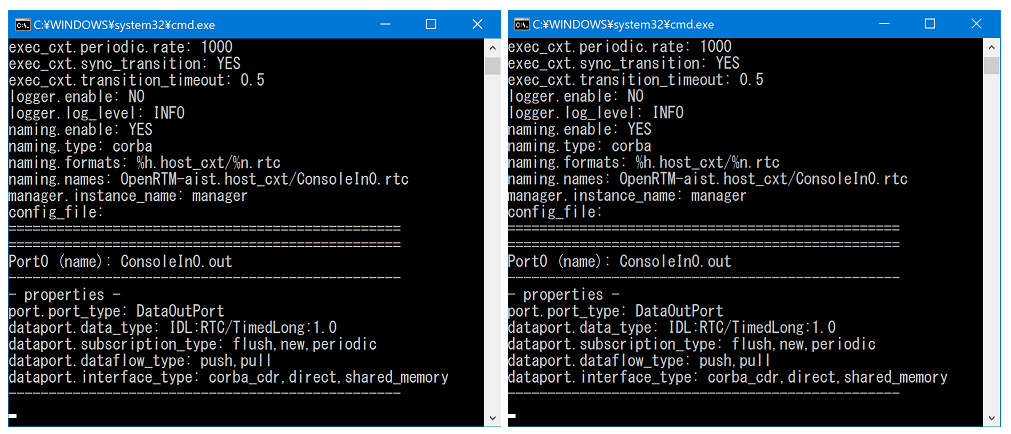 C:¥WINDOWS¥system32¥cmd.exe
exec_cxt.periodic.rate: 1000
exec_cxt.sync_transition: YES
exec_cxt.transition_timeout: 0.5
logger.enable: NO
logger.log_level: INFO
naming.enable: YES
naming.type: corba
naming.formats: %h.host_cxt/%n.rtc
naming.names: OpenRTM-aist.host_cxt/ConsoleIn0.rtc
manager.instance_name: manager
config_file:
=================================================
=================================================
Port0 (name): ConsoleIn0.out
-------------------------------------------------
- properties -
port.port_type: DataOutPort
dataport.data_type: IDL:RTC/TimedLong:1.0
dataport.subscription_type: flush,new,periodic
dataport.dataflow_type: push,pull
dataport.interface_type: corba_cdr,direct,shared_memory
-------------------------------------------------
C:¥WINDOWS¥system32¥cmd.exe
exec_cxt.periodic.rate: 1000
exec_cxt.sync_transition: YES
exec_cxt.transition_timeout: 0.5
logger.enable: NO
logger.log_level: INFO
naming.enable: YES
naming.type: corba
naming.formats: %h.host_cxt/%n.rtc
naming.names: OpenRTM-aist.host_cxt/ConsoleIn0.rtc
manager.instance_name: manager
config_file:
=================================================
=================================================
Port0 (name): ConsoleIn0.out
-------------------------------------------------
- properties -
port.port_type: DataOutPort
dataport.data_type: IDL:RTC/TimedLong:1.0
dataport.subscription_type: flush,new,periodic
dataport.dataflow_type: push,pull
dataport.interface_type: corba_cdr,direct,shared_memory
-------------------------------------------------